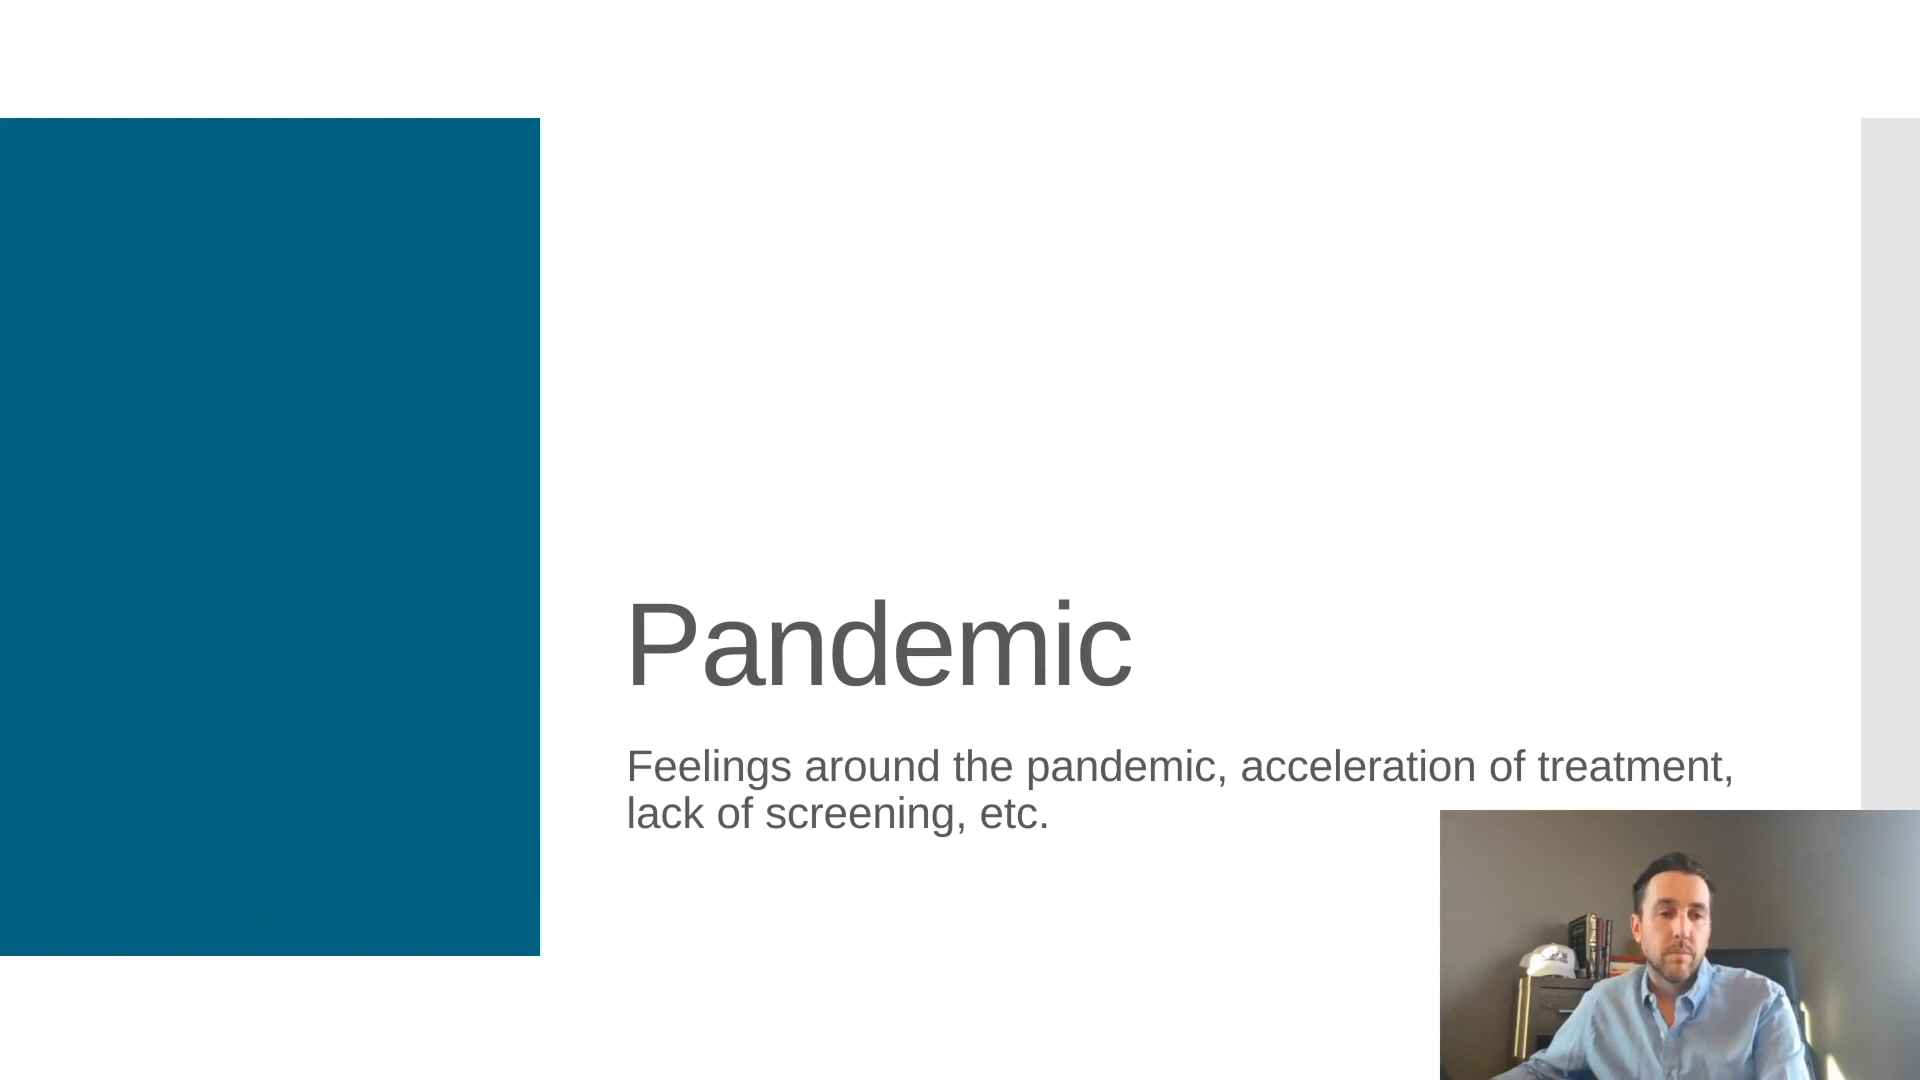 Pandemic
Feelings around the pandemic, acceleration of treatment,
lack of screening, etc.